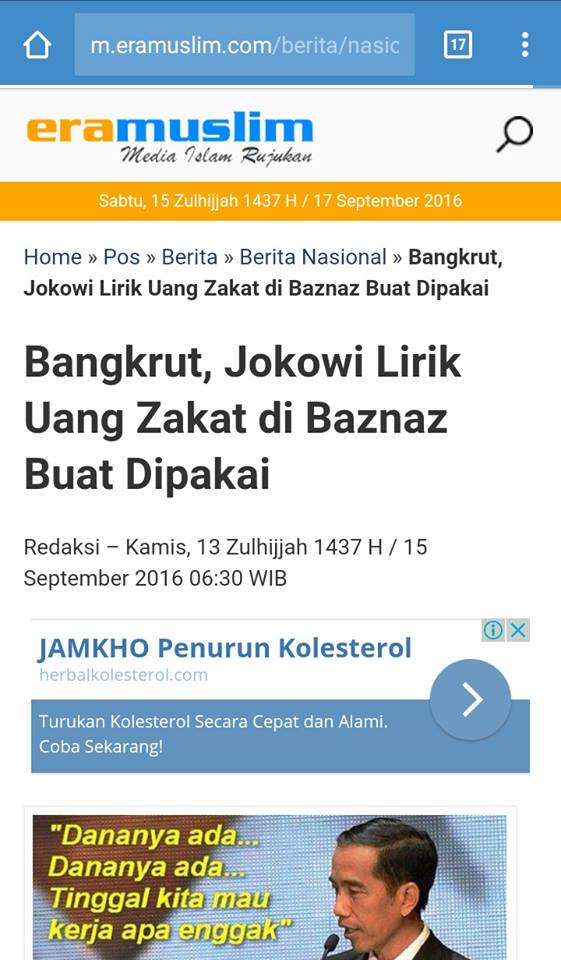 m.eramuslim.com/berita/nasic
17
eramuslim
Media Islam Rujukan
Sabtu, 15 Zulhijjah 1437 H / 17 September 2016
Home » Pos » Berita » Berita Nasional » Bangkrut,
Jokowi Lirik Uang Zakat di Baznaz Buat Dipakai
Bangkrut, Jokowi Lirik
Uang Zakat di Baznaz
Buat Dipakai
Redaksi – Kamis, 13 Zulhijjah 1437 H / 15
September 2016 06:30 WIB
JAMKHO Penurun Kolesterol
herbalkolesterol.com
Turukan Kolesterol Secara Cepat dan Alami.
Coba Sekarang!
"Dananya ada...
Dananya ada...
Tinggal kita mau
kerja apa enggak"